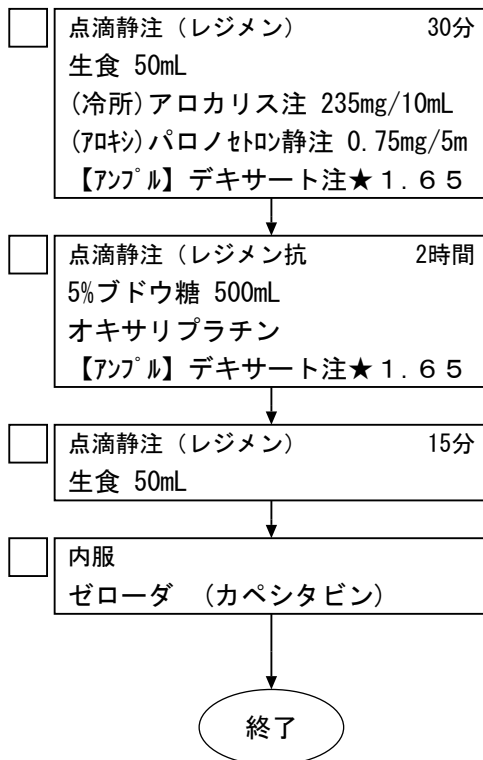 点滴静注（レジメン） 30分
生食 50mL
(冷所)アロカリス注 235mg/10mL
(ｱﾛｷｼ)パロノｾﾄﾛﾝ静注 0.75mg/5m
【ｱﾝﾌﾟﾙ】デキサート注★１.６５
点滴静注（レジメン抗 2時間
5%ブドウ糖 500mL
オキサリプラチン
【ｱﾝﾌﾟﾙ】デキサート注★１.６５
点滴静注（レジメン） 15分
生食 50mL
内服
ゼローダ （カペシタビン）
終了